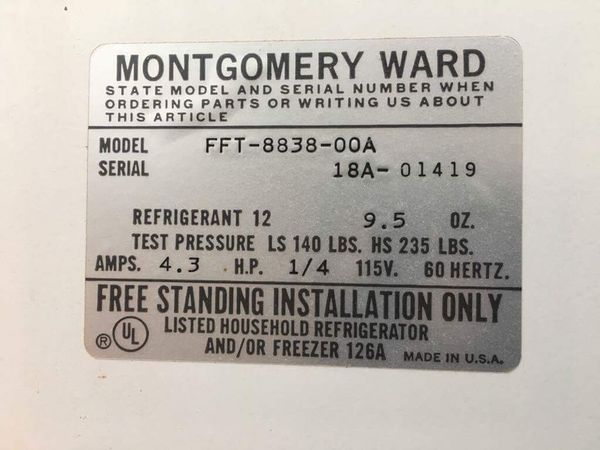 MONTGOMERY WARD
STATE MODEL AND SERIAL NUMBER WHEN
ORDERING PARTS OR WRITING US ABOUT
THIS ARTICLE
MODEL FFT-8838-00A
SERIAL 18A-01419
REFRIGERANT 12 9.5 OZ.
TEST PRESSURE LS 140 LBS. HS 235 LBS.
AMPS. 4.3 H.P. 1/4 115V. 60 HERTZ.
FREE STANDING INSTALLATION ONLY
® UL LISTED HOUSEHOLD REFRIGERATOR
AND/OR FREEZER 126A MADE IN U.S.A.